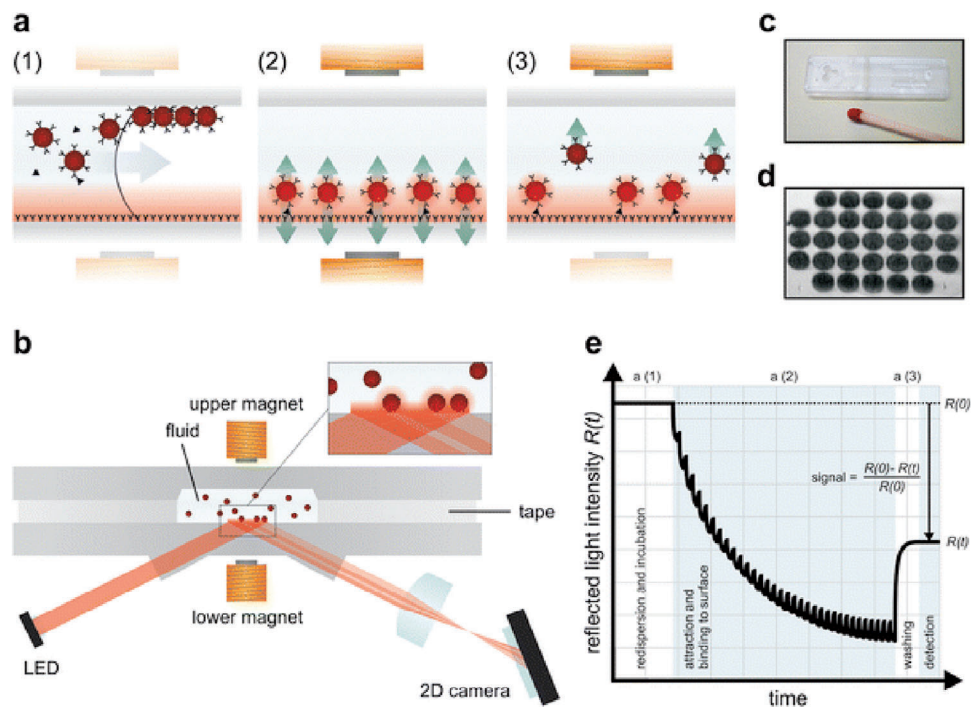 a
(1)
(2)
(3)
c
d
b
upper magnet
fluid
tape
lower magnet
LED
2D camera
e
a (1)
a (2)
a (3)
R(0)
signal = R(0)- R(t)
R(0)
R(t)
reflected light intensity R(t)
redispersion and incubation
attraction and
binding to surface
washing
detection
time